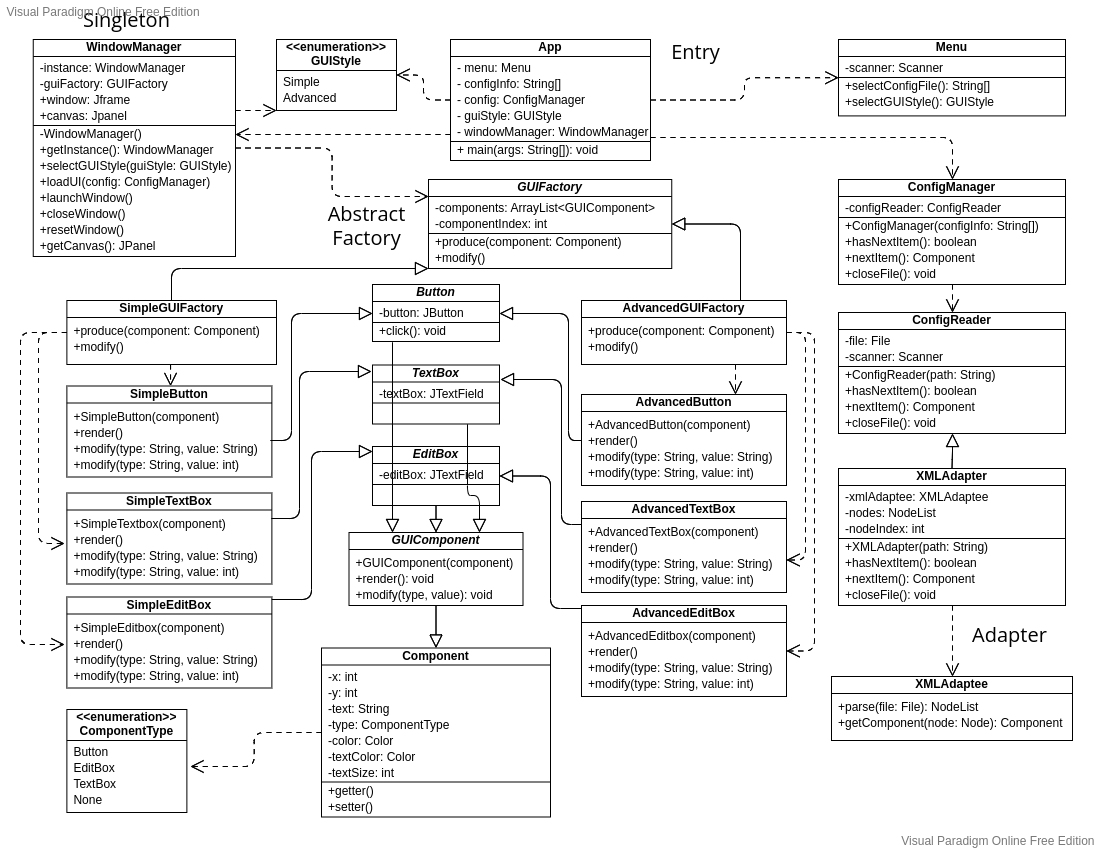 Visual Paradigm Online Free Edition
Singleton
WindowManager
-instance: WindowManager
-guiFactory: GUIFactory
+window: Jframe
+canvas: Jpanel
-WindowManager()
+getInstance(): WindowManager
+selectGUIStyle(guiStyle: GUIStyle)
+loadUI(config: ConfigManager)
+launchWindow()
+closeWindow()
+resetWindow()
+getCanvas(): JPanel
<<enumeration>>
GUIStyle
Simple
Advanced
App
- menu: Menu
- configInfo: String[]
- config: ConfigManager
- guiStyle: GUIStyle
- windowManager: WindowManager
+ main(args: String[]): void
Entry
Menu
-scanner: Scanner
+selectConfigFile(): String[]
+selectGUIStyle(): GUIStyle
Abstract
Factory
GUIFactory
-components: ArrayList<GUIComponent>
-componentIndex: int
+produce(component: Component)
+modify()
ConfigManager
-configReader: ConfigReader
+ConfigManager(configInfo: String[])
+hasNextItem(): boolean
+nextItem(): Component
+closeFile(): void
SimpleGUIFactory
+produce(component: Component)
+modify()
Button
-button: JButton
+click(): void
AdvancedGUIFactory
+produce(component: Component)
+modify()
ConfigReader
-file: File
-scanner: Scanner
+ConfigReader(path: String)
+hasNextItem(): boolean
+nextItem(): Component
+closeFile(): void
SimpleButton
+SimpleButton(component)
+render()
+modify(type: String, value: String)
+modify(type: String, value: int)
TextBox
-textBox: JTextField
AdvancedButton
+AdvancedButton(component)
+render()
+modify(type: String, value: String)
+modify(type: String, value: int)
EditBox
-editBox: JTextField
SimpleTextBox
+SimpleTextbox(component)
+render()
+modify(type: String, value: String)
+modify(type: String, value: int)
AdvancedTextBox
+AdvancedTextBox(component)
+render()
+modify(type: String, value: String)
+modify(type: String, value: int)
XMLAdapter
-xmlAdaptee: XMLAdaptee
-nodes: NodeList
-nodeIndex: int
+XMLAdapter(path: String)
+hasNextItem(): boolean
+nextItem(): Component
+closeFile(): void
GUIComponent
+GUIComponent(component)
+render(): void
+modify(type, value): void
SimpleEditBox
+SimpleEditbox(component)
+render()
+modify(type: String, value: String)
+modify(type: String, value: int)
AdvancedEditBox
+AdvancedEditbox(component)
+render()
+modify(type: String, value: String)
+modify(type: String, value: int)
Adapter
Component
-x: int
-y: int
-text: String
-type: ComponentType
-color: Color
-textColor: Color
-textSize: int
+getter()
+setter()
XMLAdaptee
+parse(file: File): NodeList
+getComponent(node: Node): Component
<<enumeration>>
ComponentType
Button
EditBox
TextBox
None
Visual Paradigm Online Free Edition